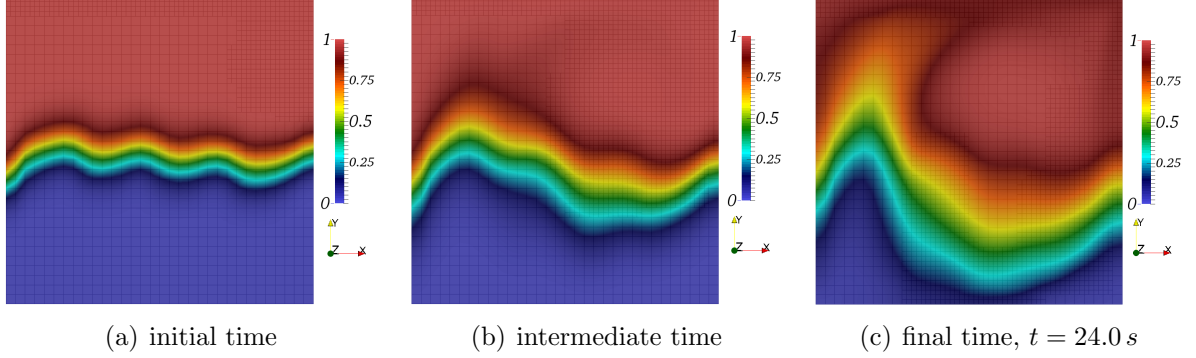 1
0.75
0.5
0.25
0
Y
Z
X
1
0.75
0.5
0.25
0
Y
Z
X
1
0.75
0.5
0.25
0
Y
Z
X
(a) initial time
(b) intermediate time
(c) final time, t = 24.0 s